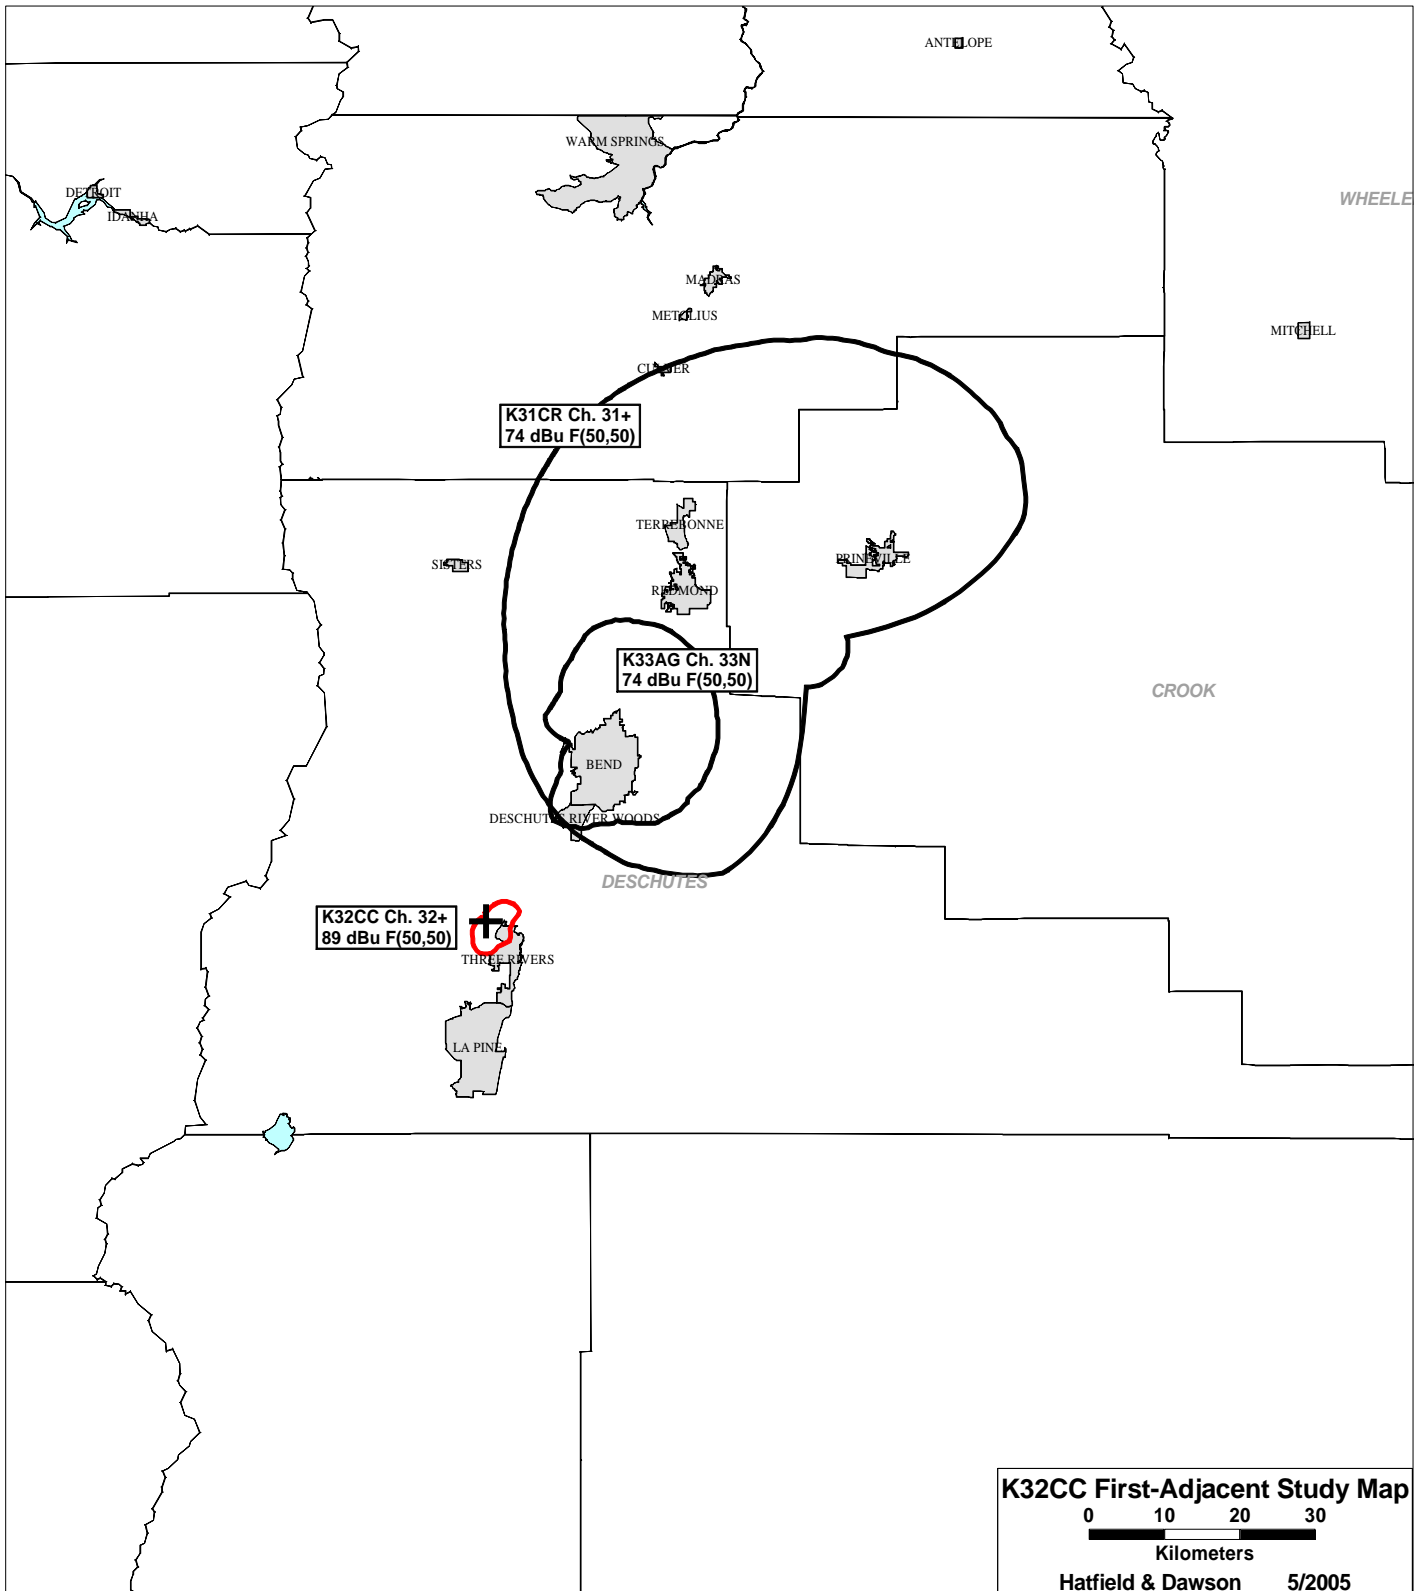 ANTELOPE
WARM SPRINGS
DETROIT
IDANHA
WHEELE
MADRAS
METOLIUS
MITCHELL
CULVER
K31CR Ch. 31+
74 dBu F(50,50)
TERREBONNE
PRINEVILLE
SISTERS
REDMOND
K33AG Ch. 33N
74 dBu F(50,50)
CROOK
BEND
DESCHUTES RIVER WOODS
DESCHUTES
K32CC Ch. 32+
89 dBu F(50,50)
THREE RIVERS
LA PINE
K32CC First-Adjacent Study Map
0 10 20 30
Kilometers
Hatfield & Dawson 5/2005